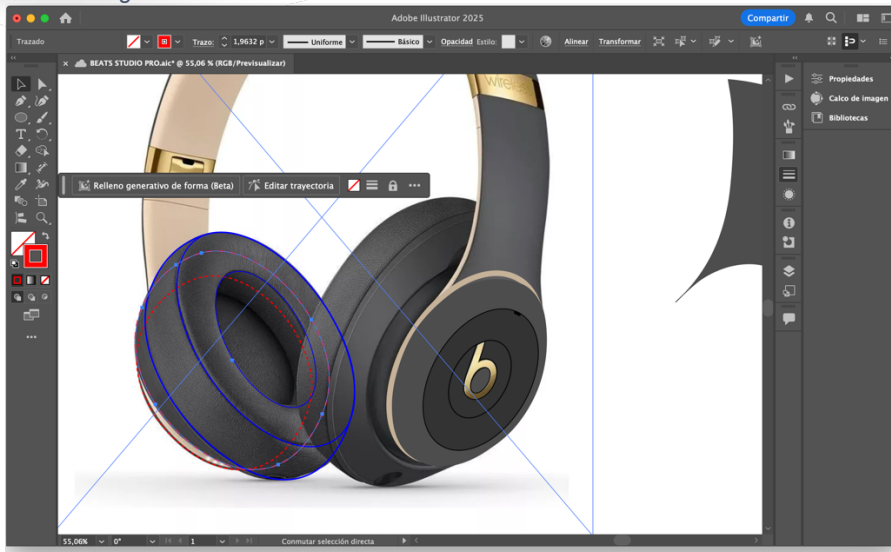 Adobe Illustrator 2025
Compartir
Trazado
Trazo:
1,9632 p
Uniforme
Básico
Opacidad
Estilo:
Alinear
Transformar
× BEATS STUDIO PRO.aic* @ 55,06 % (RGB/Previsualizar)
Propiedades
Calco de imagen
Bibliotecas
Wireless
Relleno generativo de forma (Beta)
Editar trayectoria
b
55,06%
0°
1
Conmutar selección directa